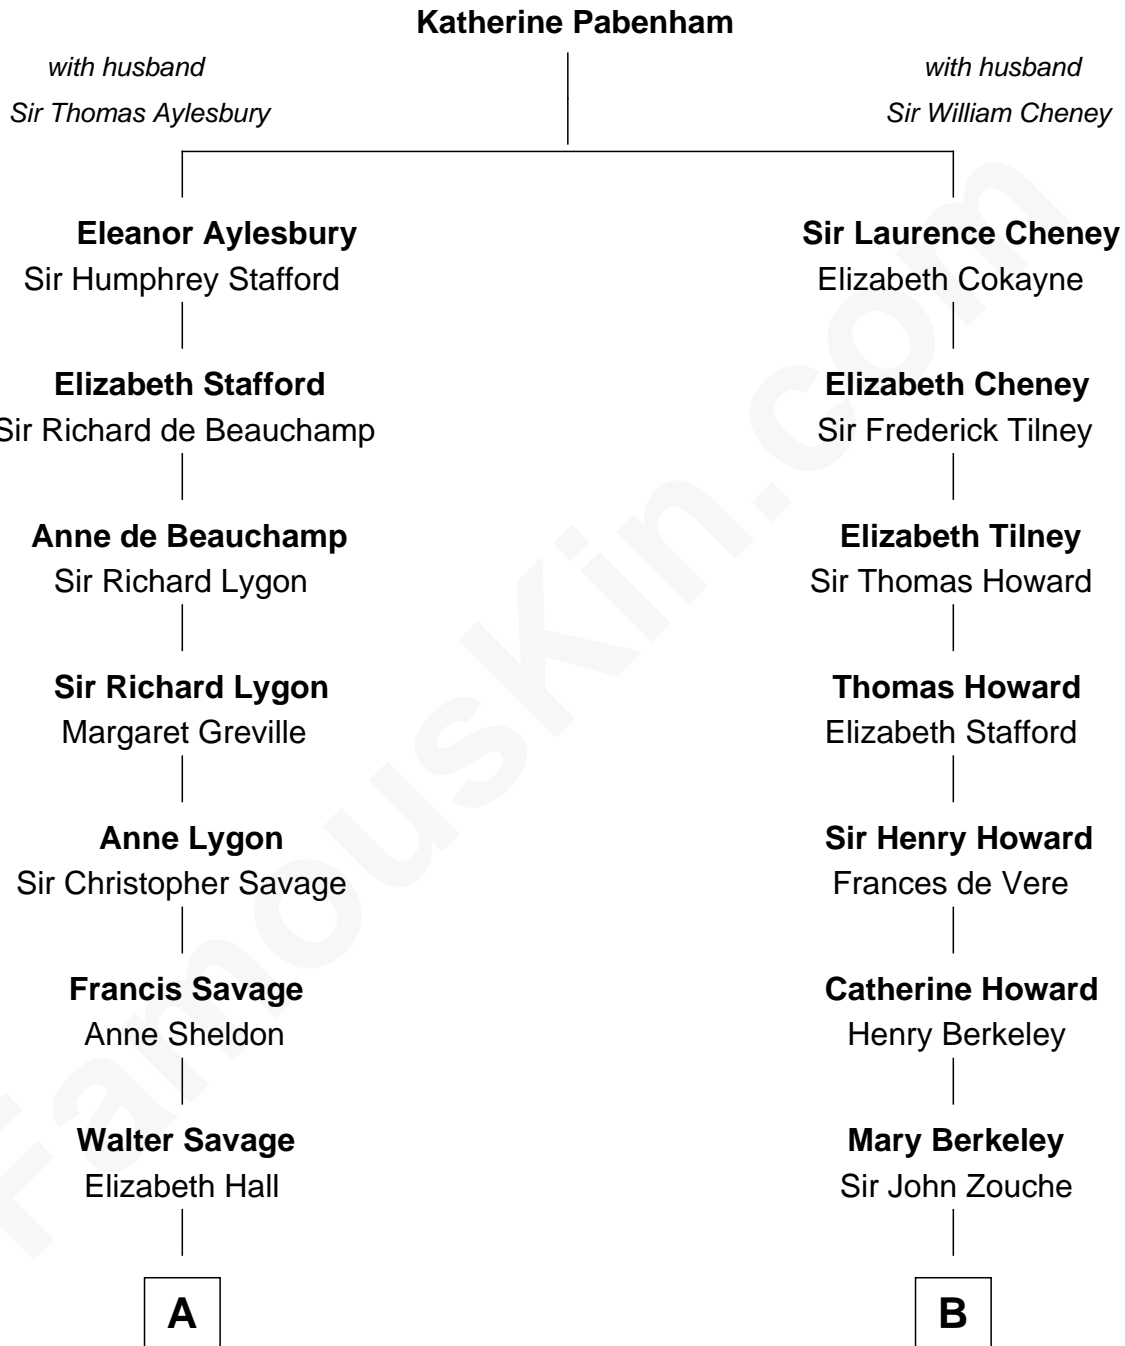 Katherine Pabenham
with husband
Sir Thomas Aylesbury
with husband
Sir William Cheney
Eleanor Aylesbury
Sir Humphrey Stafford
Sir Laurence Cheney
Elizabeth Cokayne
Elizabeth Stafford
Sir Richard de Beauchamp
Elizabeth Cheney
Sir Frederick Tilney
Anne de Beauchamp
Sir Richard Lygon
Elizabeth Tilney
Sir Thomas Howard
Sir Richard Lygon
Margaret Greville
Thomas Howard
Elizabeth Stafford
Anne Lygon
Sir Christopher Savage
Sir Henry Howard
Frances de Vere
Francis Savage
Anne Sheldon
Catherine Howard
Henry Berkeley
Walter Savage
Elizabeth Hall
Mary Berkeley
Sir John Zouche
A
B
FamousKin.com